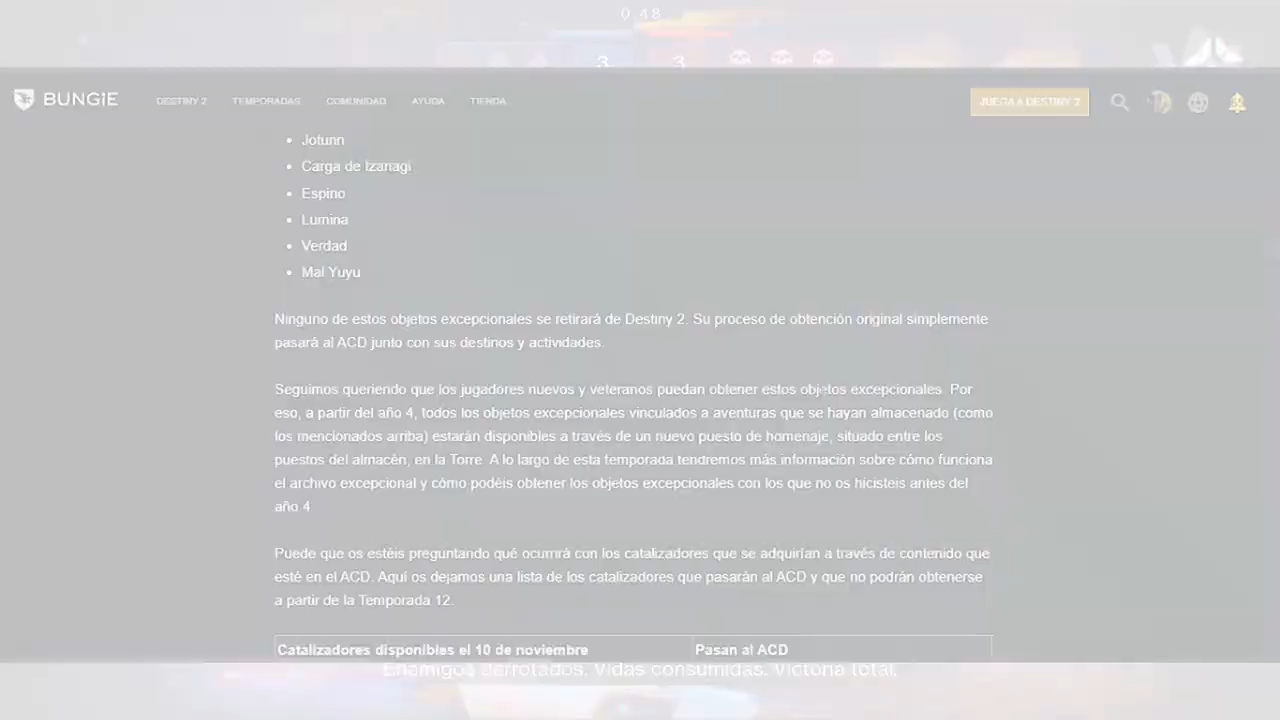 0:48
3 3
BUNGiE DESTINY 2 TEMPORADAS COMUNIDAD AYUDA TIENDA JUEGA A DESTINY 2
• Jotunn
• Carga de Izanagi
• Espino
• Lumina
• Verdad
• Mal Yuyu
Ninguno de estos objetos excepcionales se retirará de Destiny 2. Su proceso de obtención original simplemente
pasará al ACD junto con sus destinos y actividades.
Seguimos queriendo que los jugadores nuevos y veteranos puedan obtener estos objetos excepcionales. Por
eso, a partir del año 4, todos los objetos excepcionales vinculados a aventuras que se hayan almacenado (como
los mencionados arriba) estarán disponibles a través de un nuevo puesto de homenaje, situado entre los
puestos del almacén, en la Torre. A lo largo de esta temporada tendremos más información sobre cómo funciona
el archivo excepcional y cómo podéis obtener los objetos excepcionales con los que no os hicisteis antes del
año 4
Puede que os estéis preguntando qué ocurrirá con los catalizadores que se adquirían a través de contenido que
esté en el ACD. Aquí os dejamos una lista de los catalizadores que pasarán al ACD y que no podrán obtenerse
a partir de la Temporada 12.
Catalizadores disponibles el 10 de noviembre Pasan al ACD
Enemigos derrotados. Vidas consumidas. Victoria total.